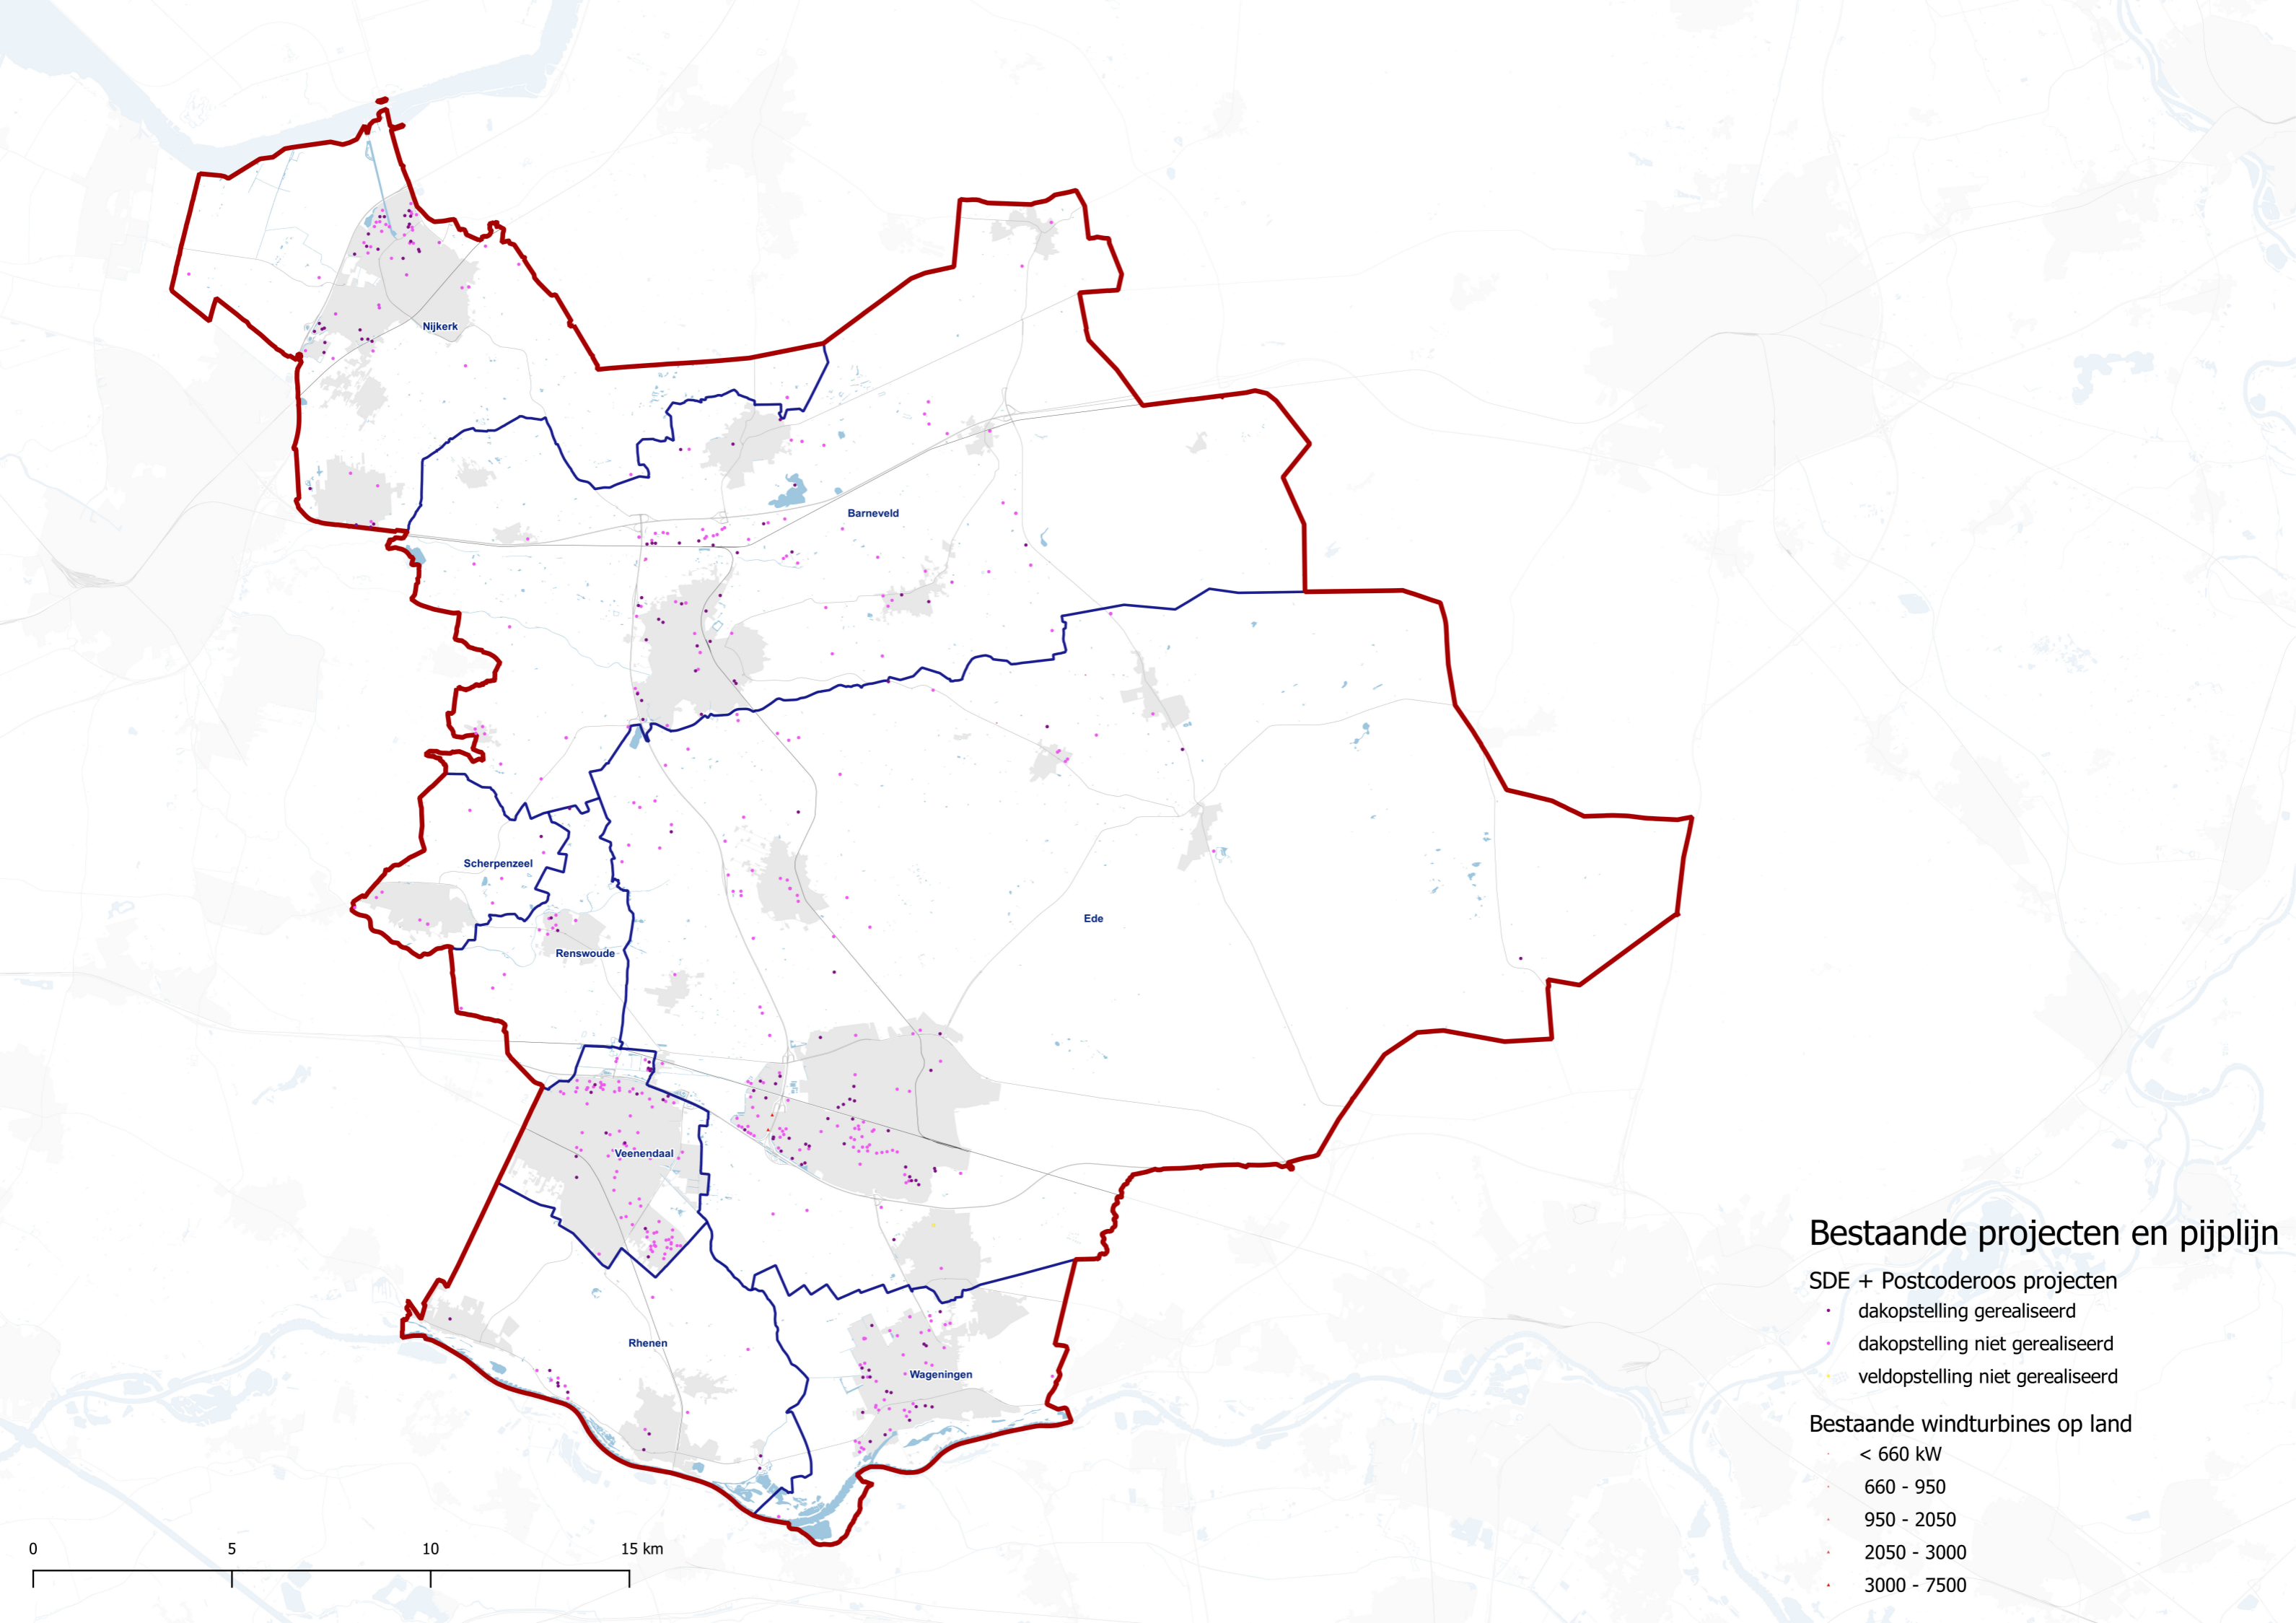 Nijkerk
Barneveld
Scherpenzeel
Ede
Renswoude
Veenendaal
Rhenen
Wageningen
Bestaande projecten en pijplijn
SDE + Postcoderoos projecten
dakopstelling gerealiseerd
dakopstelling niet gerealiseerd
veldopstelling niet gerealiseerd
Bestaande windturbines op land
< 660 kW
660 - 950
950 - 2050
2050 - 3000
3000 - 7500
0 5 10 15 km